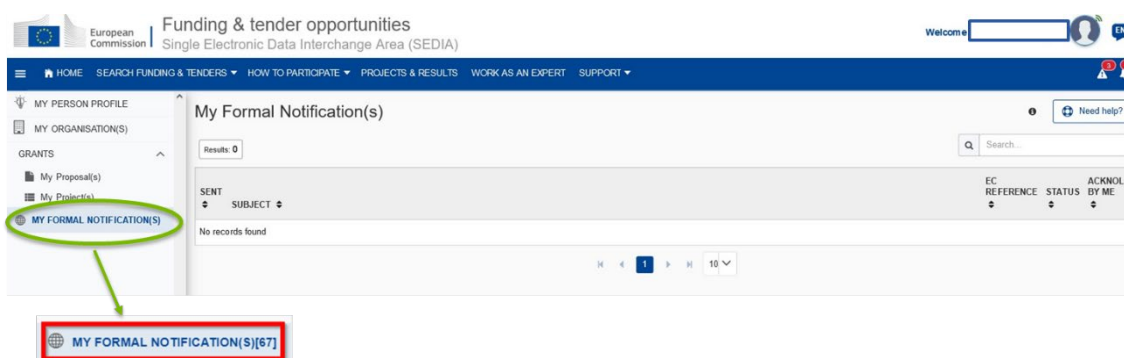 European
Commission
Funding & tender opportunities
Single Electronic Data Interchange Area (SEDIA)
Welcome
EN
HOME SEARCH FUNDING & TENDERS HOW TO PARTICIPATE PROJECTS & RESULTS WORK AS AN EXPERT SUPPORT
3
MY PERSON PROFILE
MY ORGANISATION(S)
GRANTS
My Proposal(s)
My Project(s)
MY FORMAL NOTIFICATION(S)
My Formal Notification(s)
Need help?
Results: 0
Search...
SENT
SUBJECT
EC
REFERENCE
STATUS
ACKNOL
BY ME
No records found
1
10
MY FORMAL NOTIFICATION(S)[67]